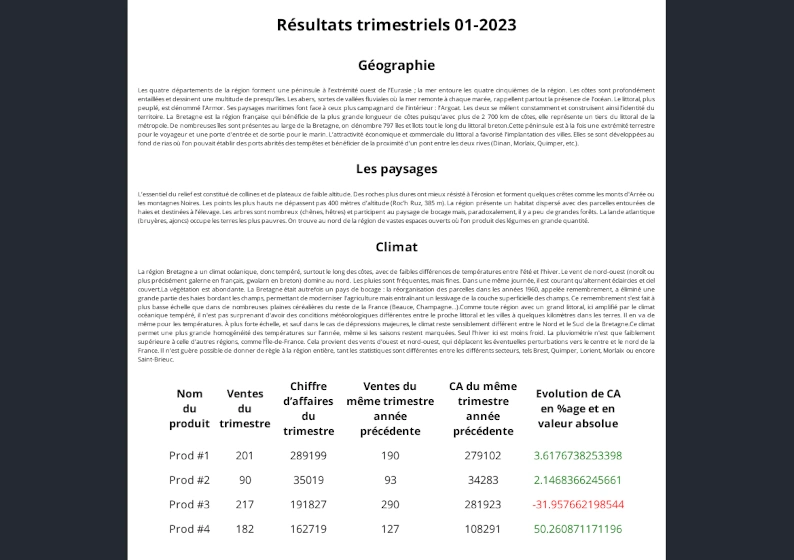 Résultats trimestriels 01-2023
Géographie
Les quatre départements de la région forment une péninsule à l'extrémité ouest de l'Eurasie ; la mer entoure les quatre cinquièmes de la région. Les côtes sont profondément
entaillées et dessinent une multitude de presqu'îles. Les abers, sortes de vallées fluviales où la mer remonte à chaque marée, rappellent partout la présence de l'océan. Le littoral, plus
peuplé, est dénommé l'Armor. Ses paysages maritimes font face à ceux plus campagnard de l'intérieur : l'Argoat. Les deux se mêlent constamment et construisent ainsi l'identité du
territoire. La Bretagne est la région française qui bénéficie de la plus grande longueur de côtes puisqu'avec plus de 2 700 km de côtes, elle représente un tiers du littoral de la
métropole. De nombreuses îles sont présentes au large de la Bretagne, on dénombre 797 îles et îlots tout le long du littoral breton.Cette péninsule est à la fois une extrémité terrestre
pour le voyageur et une porte d'entrée et de sortie pour le marin. L'attractivité économique et commerciale du littoral a favorisé l'implantation des villes. Elles se sont développées au
fond de rias où l'on pouvait établir des ports abrités des tempêtes et bénéficier de la proximité d'un pont entre les deux rives (Dinan, Morlaix, Quimper, etc.).
Les paysages
L'essentiel du relief est constitué de collines et de plateaux de faible altitude. Des roches plus dures ont mieux résisté à l'érosion et forment quelques crêtes comme les monts d'Arrée ou
les montagnes Noires. Les points les plus hauts ne dépassent pas 400 mètres d'altitude (Roc'h Ruz, 385 m). La région présente un habitat dispersé avec des parcelles entourées de
haies et destinées à l'élevage. Les arbres sont nombreux (chênes, hêtres) et participent au paysage de bocage mais, paradoxalement, il y a peu de grandes forêts. La lande atlantique
(bruyères, ajoncs) occupe les terres les plus pauvres. On trouve au nord de la région de vastes espaces ouverts où l'on produit des légumes en grande quantité.
Climat
La région Bretagne a un climat océanique, donc tempéré, surtout le long des côtes, avec de faibles différences de températures entre l'été et l'hiver. Le vent de nord-ouest (noroît ou
plus précisément galerne en français, gwalarn en breton) domine au nord. Les pluies sont fréquentes, mais fines. Dans une même journée, il est courant qu'alternent éclaircies et ciel
couvert.La végétation est abondante. La Bretagne était autrefois un pays de bocage : la réorganisation des parcelles dans les années 1960, appelée remembrement, a éliminé une
grande partie des haies bordant les champs, permettant de moderniser l'agriculture mais entraînant un lessivage de la couche superficielle des champs. Ce remembrement s'est fait à
plus basse échelle que dans de nombreuses plaines céréalières du reste de la France (Beauce, Champagne...).Comme toute région avec un grand littoral, ici amplifié par le climat
océanique tempéré, il n'est pas surprenant d'avoir des conditions météorologiques différentes entre le proche littoral et les villes à quelques kilomètres dans les terres. Il en va de
même pour les températures. À plus forte échelle, et sauf dans le cas de dépressions majeures, le climat reste sensiblement différent entre le Nord et le Sud de la Bretagne.Ce climat
permet une plus grande homogénéité des températures sur l'année, même si les saisons restent marquées. Seul l'hiver ici est moins froid. La pluviométrie n'est que faiblement
supérieure à celle d'autres régions, comme l'Île-de-France. Cela provient des vents d'ouest et nord-ouest, qui déplacent les éventuelles perturbations vers le centre et le nord de la
France. Il n'est guère possible de donner de règle à la région entière, tant les statistiques sont différentes entre les différents secteurs, tels Brest, Quimper, Lorient, Morlaix ou encore
Saint-Brieuc.
Nom du produit Ventes du trimestre Chiffre d'affaires du trimestre Ventes du même trimestre année précédente CA du même trimestre année précédente Evolution de CA en %age et en valeur absolue
Prod #1 201 289199 190 279102 3.6176738253398
Prod #2 90 35019 93 34283 2.1468366245661
Prod #3 217 191827 290 281923 -31.957662198544
Prod #4 182 162719 127 108291 50.260871171196